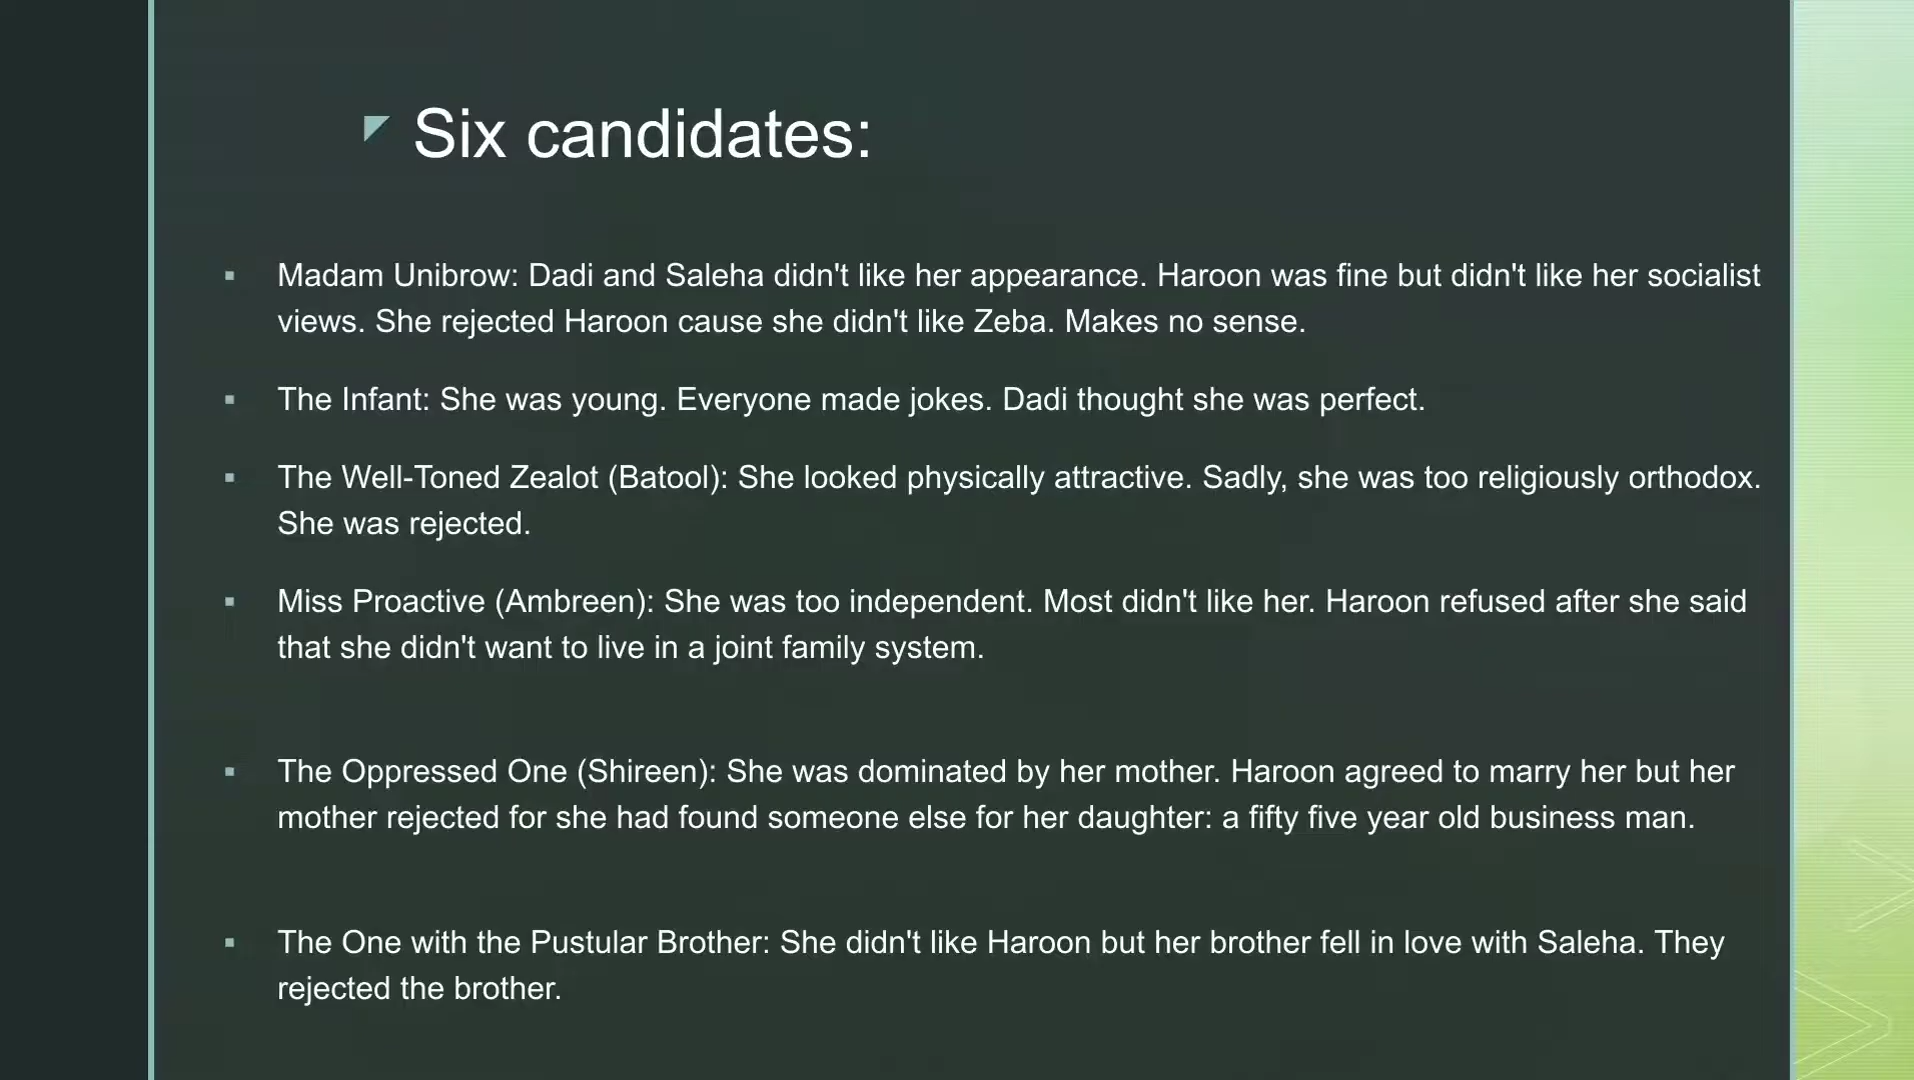 Six candidates:
▪ Madam Unibrow: Dadi and Saleha didn't like her appearance. Haroon was fine but didn't like her socialist
views. She rejected Haroon cause she didn't like Zeba. Makes no sense.
▪ The Infant: She was young. Everyone made jokes. Dadi thought she was perfect.
▪ The Well-Toned Zealot (Batool): She looked physically attractive. Sadly, she was too religiously orthodox.
She was rejected.
▪ Miss Proactive (Ambreen): She was too independent. Most didn't like her. Haroon refused after she said
that she didn't want to live in a joint family system.
▪ The Oppressed One (Shireen): She was dominated by her mother. Haroon agreed to marry her but her
mother rejected for she had found someone else for her daughter: a fifty five year old business man.
▪ The One with the Pustular Brother: She didn't like Haroon but her brother fell in love with Saleha. They
rejected the brother.